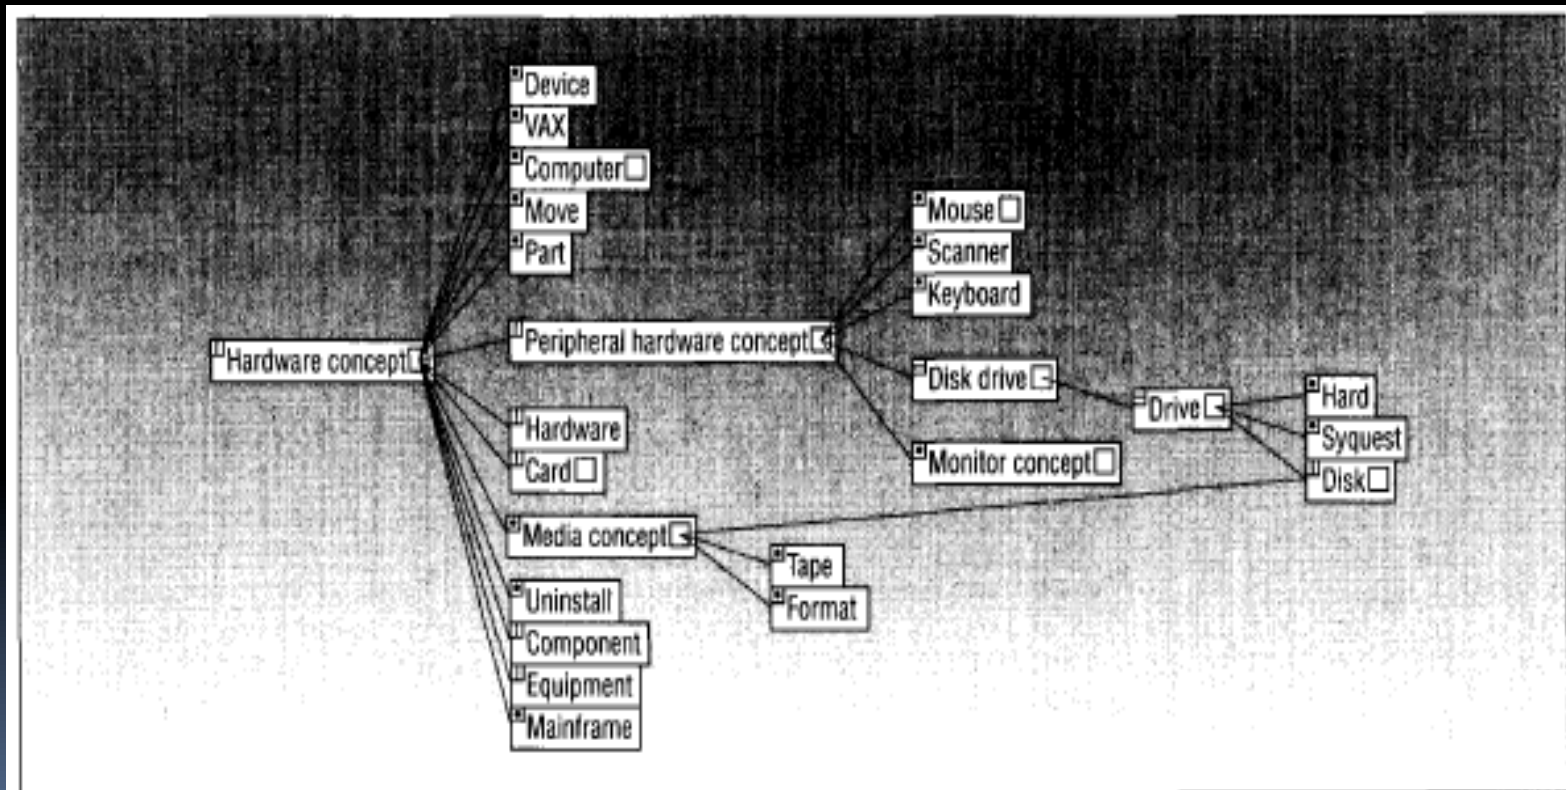 Device
VAX
Computer
Move
Part
Mouse
Scanner
Keyboard
Hardware concept
Peripheral hardware concept
Disk drive
Drive
Hard
Syquest
Disk
Hardware
Card
Monitor concept
Media concept
Tape
Format
Uninstall
Component
Equipment
Mainframe